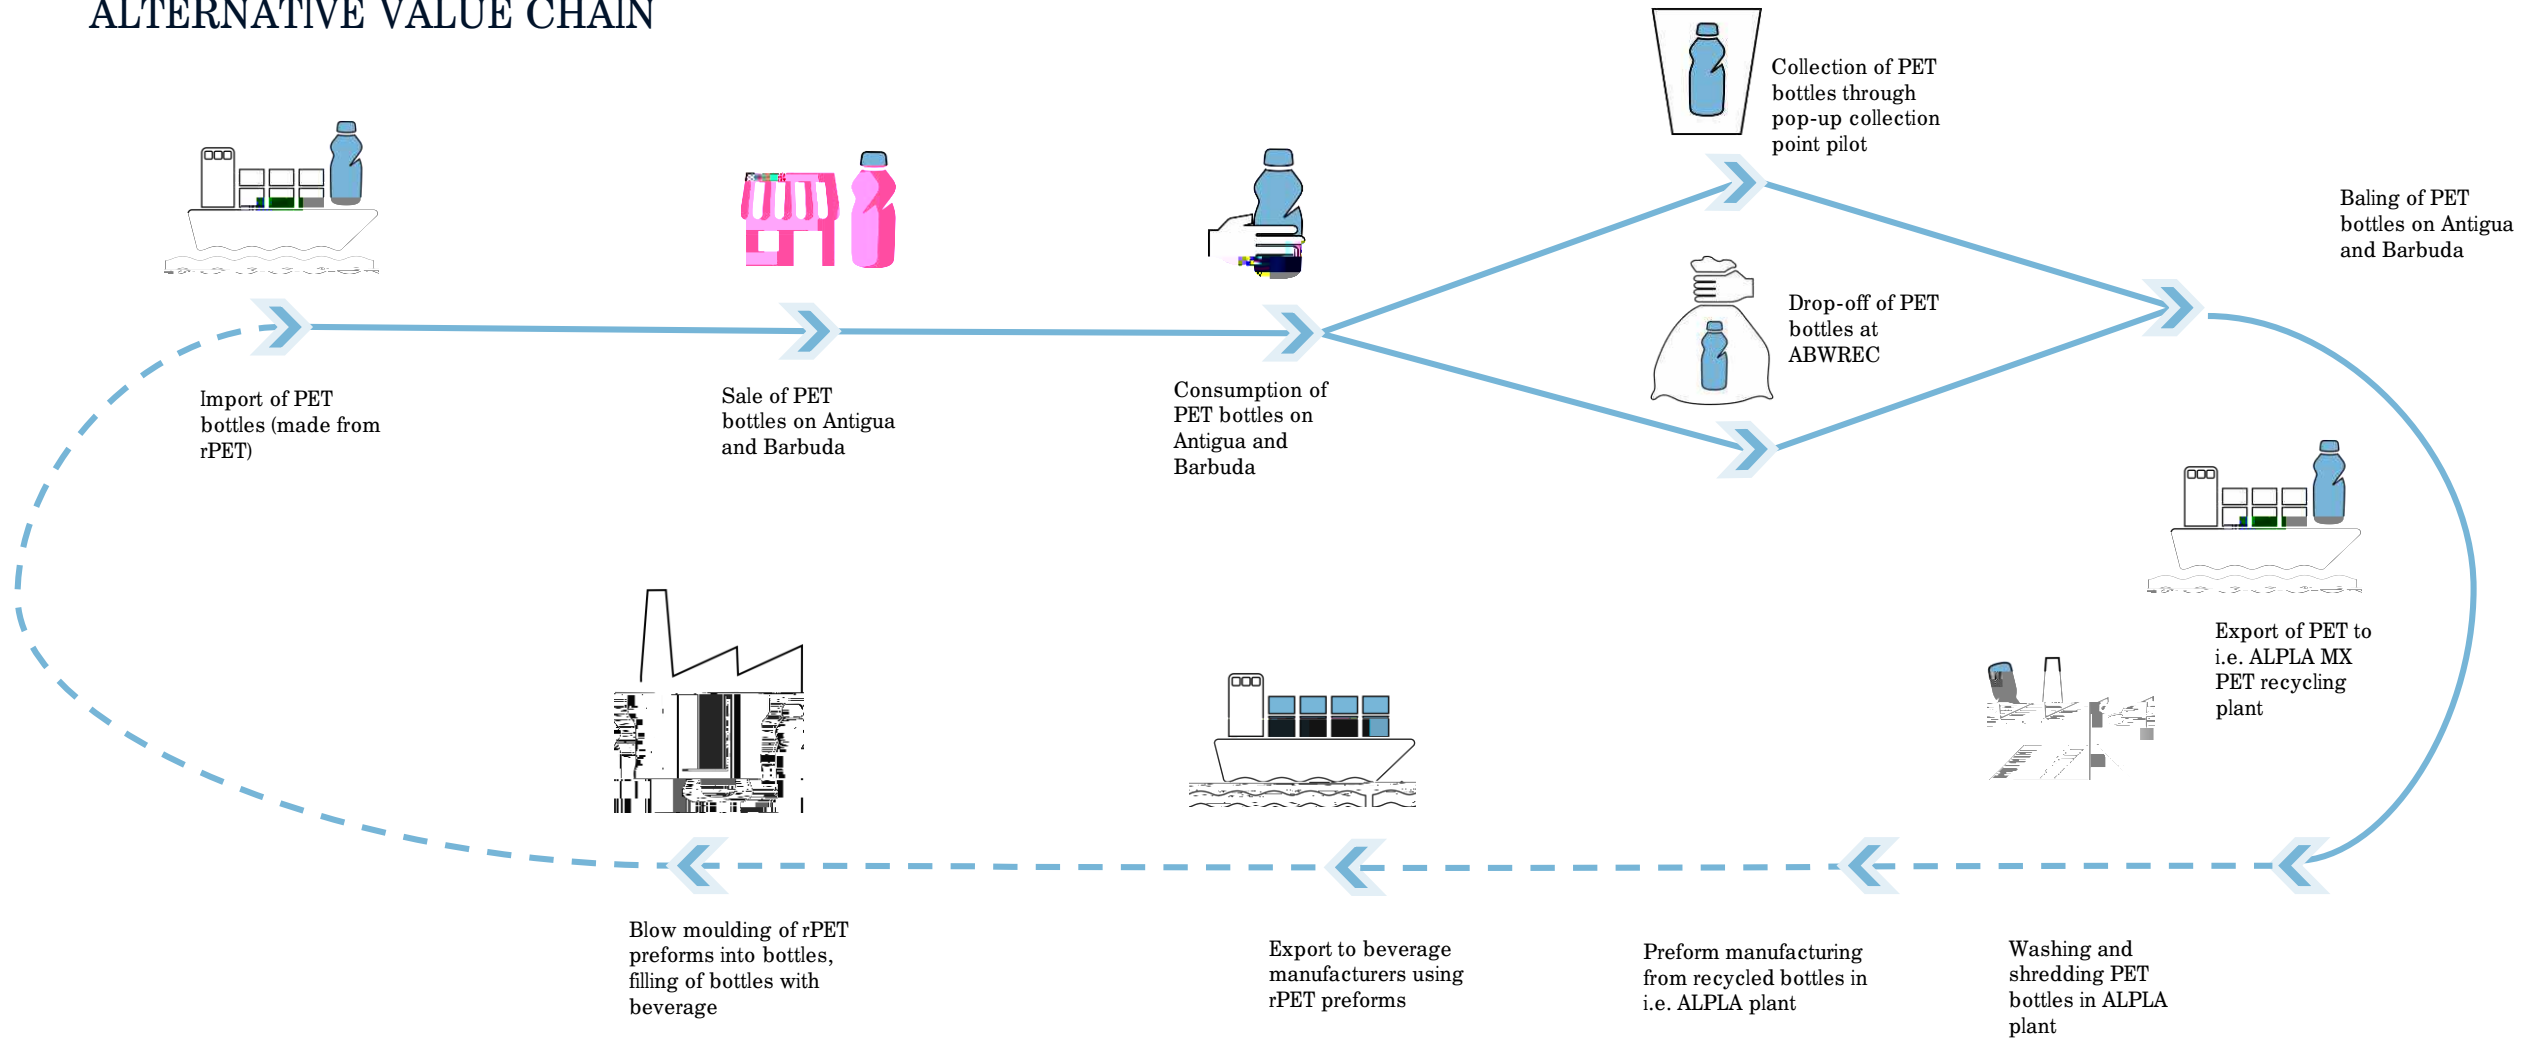 ALTERNATIVE VALUE CHAIN
Collection of PET
bottles through
pop-up collection
point pilot
Baling of PET
bottles on Antigua
and Barbuda
Drop-off of PET
bottles at
ABWREC
Import of PET
bottles (made from
rPET)
Sale of PET
bottles on Antigua
and Barbuda
Consumption of
PET bottles on
Antigua and
Barbuda
Export of PET to
i.e. ALPLA MX
PET recycling
plant
Blow moulding of rPET
preforms into bottles,
filling of bottles with
beverage
Export to beverage
manufacturers using
rPET preforms
Preform manufacturing
from recycled bottles in
i.e. ALPLA plant
Washing and
shredding PET
bottles in ALPLA
plant